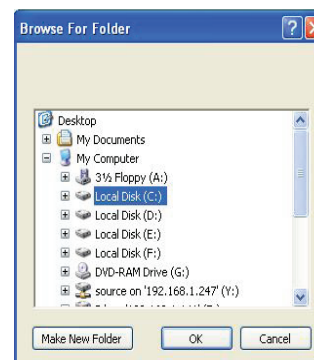 Browse For Folder
Desktop
My Documents
My Computer
3½ Floppy (A:)
Local Disk (C:)
Local Disk (D:)
Local Disk (E:)
Local Disk (F:)
DVD-RAM Drive (G:)
source on '192.168.1.247' (Y:)
Make New Folder
OK
Cancel